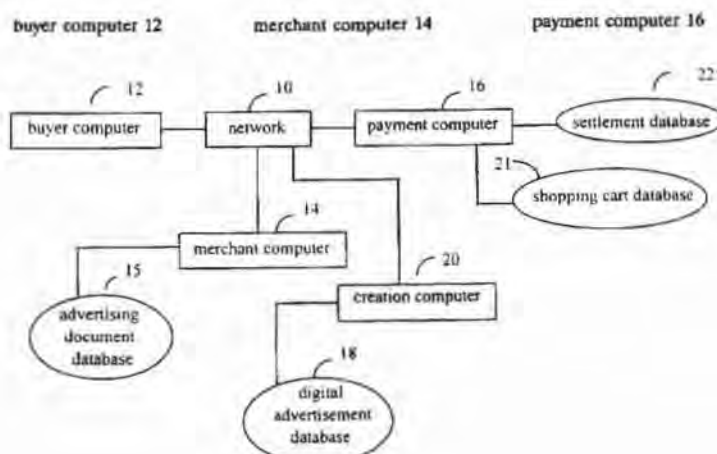 buyer computer 12 merchant computer 14 payment computer 16
12 10 16 22
buyer computer network payment computer settlement database
21
shopping cart database
14
merchant computer
15 20
creation computer
advertising
document
database
18
digital
advertisement
database